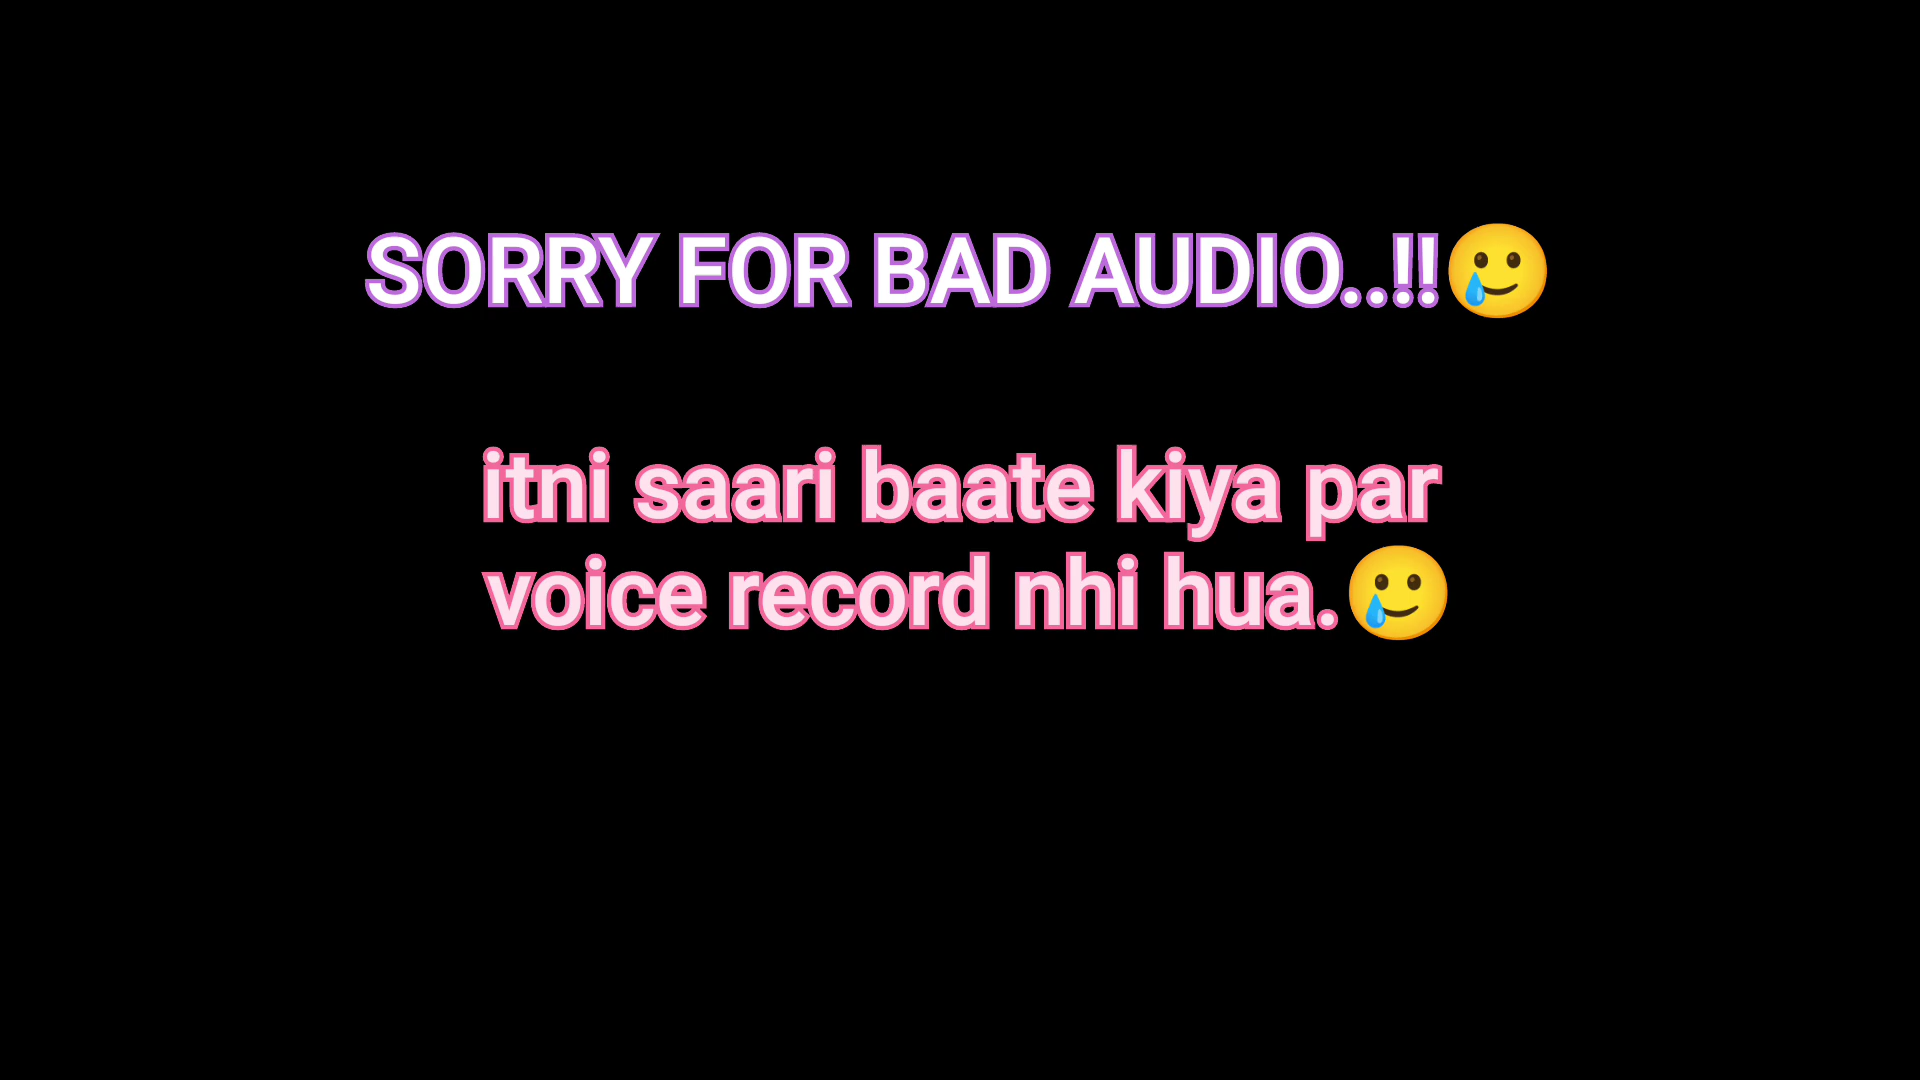 SORRY FOR BAD AUDIO..!!🥲
itni saari baate kiya par
voice record nhi hua.🥲